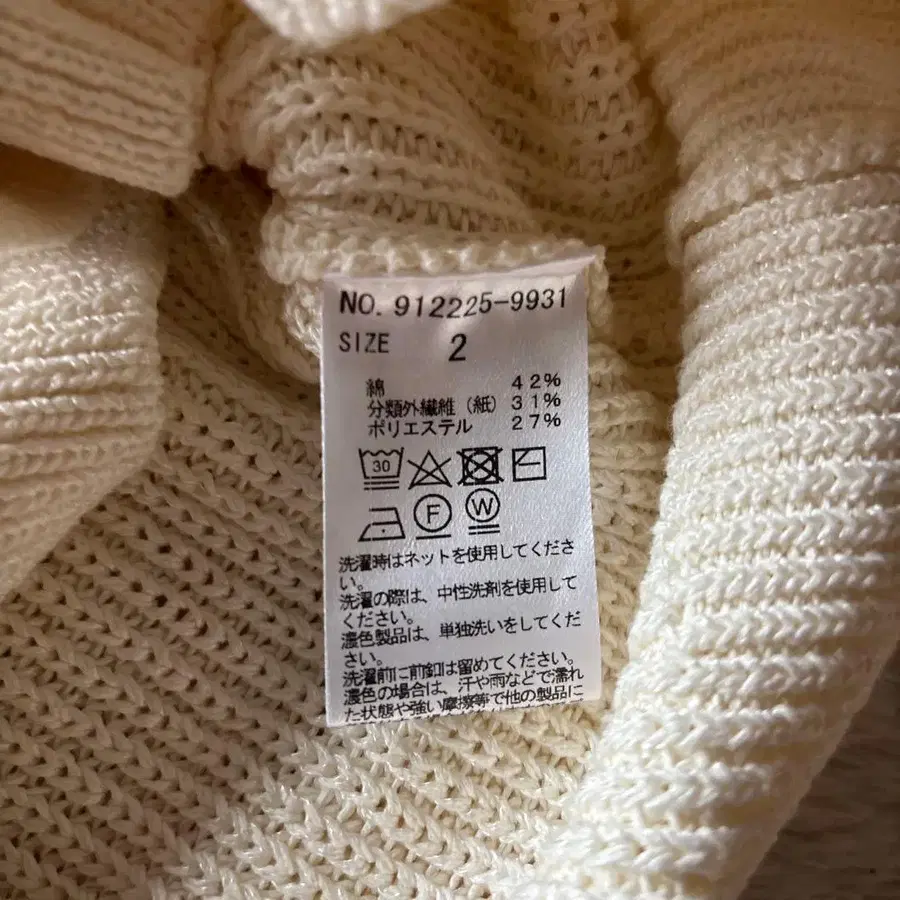 NO. 912225-9931
SIZE 2
綿 42%
分類外繊維(紙) 31%
ポリエステル 27%
30
F
W
洗濯時はネットを使用してくださ
い。
洗濯の際は、中性洗剤を使用して
ください。
濃色製品は、単独洗いをしてくだ
さい。
洗濯前に前釦は留めてください。
濃色の場合は、汗や雨などで濡れ
た状態や強い摩擦等で他の製品に